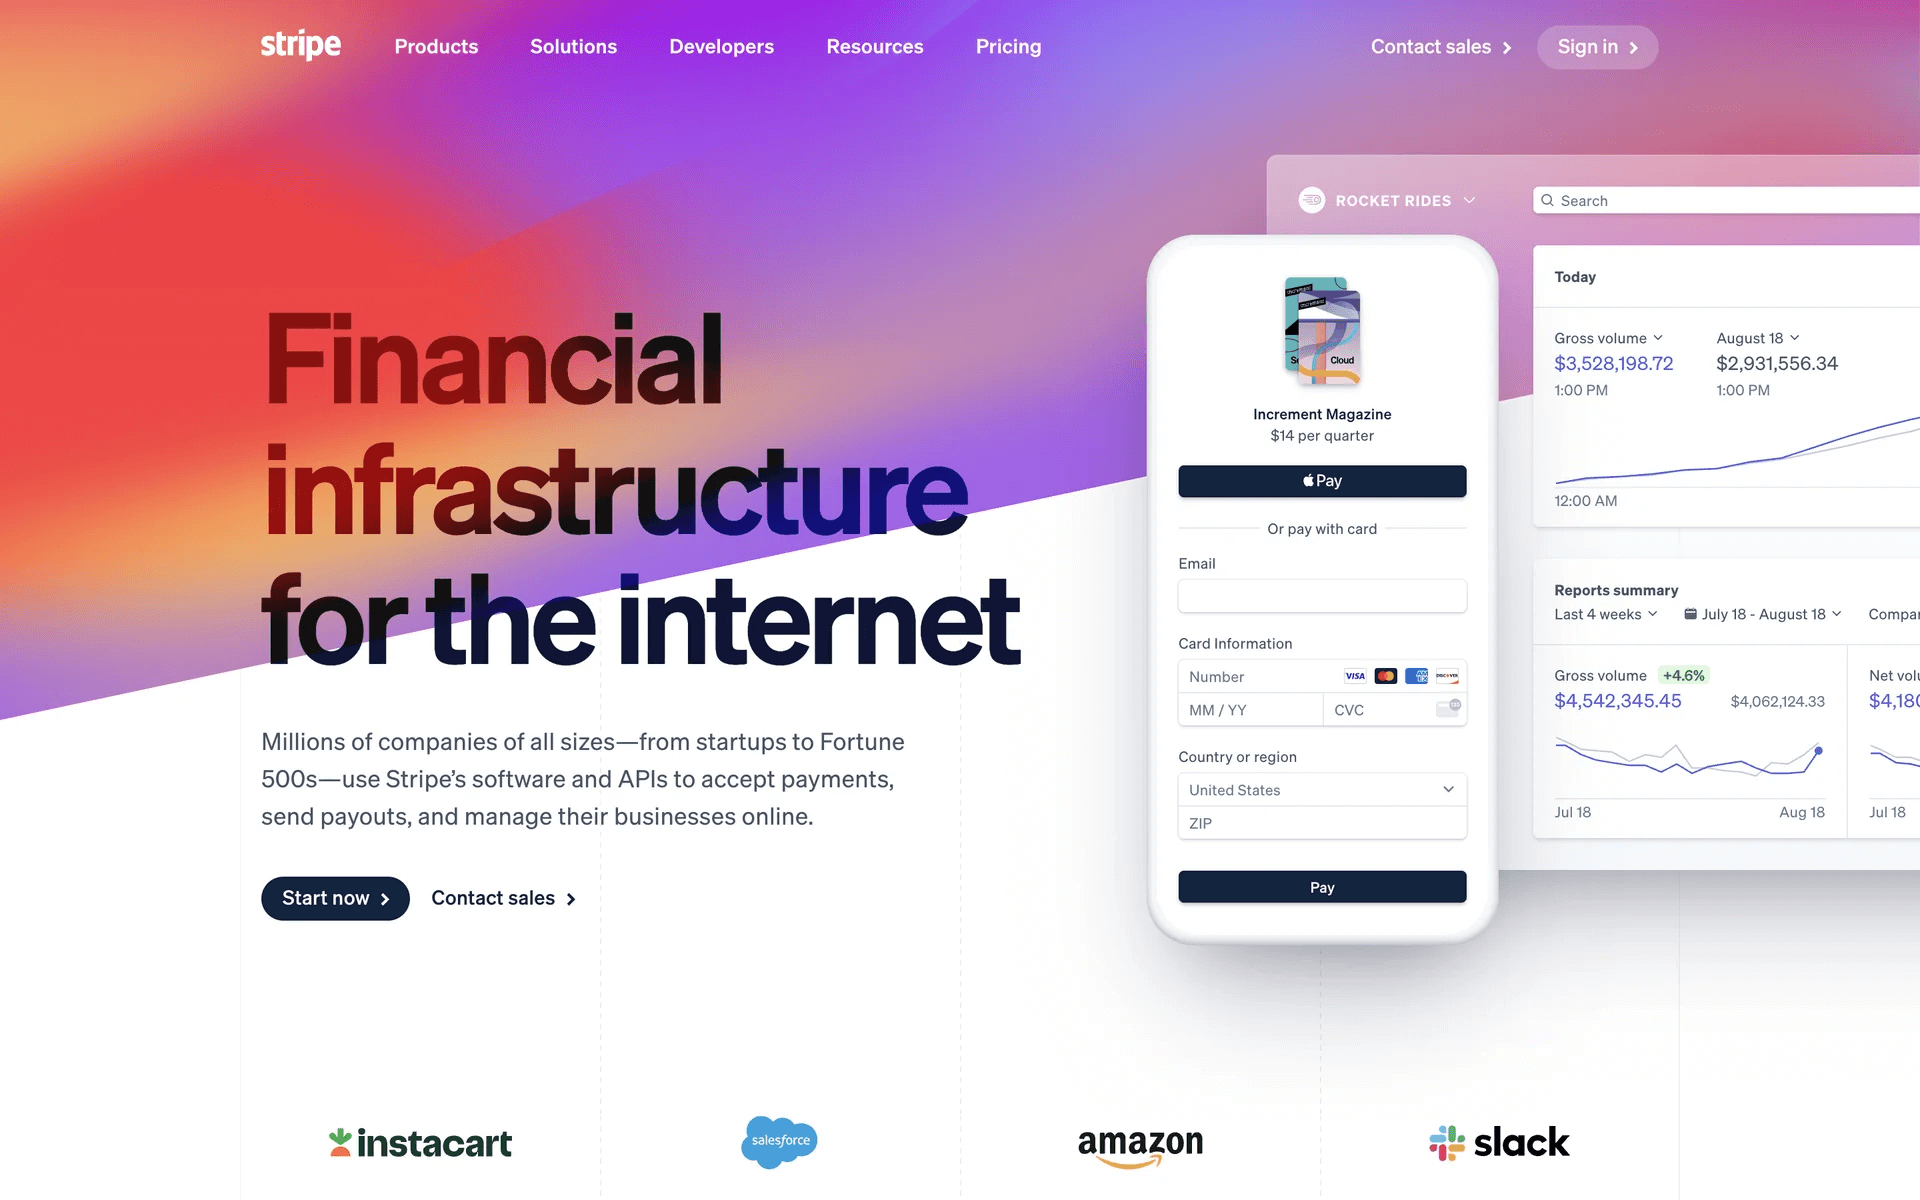 stripe
Products
Solutions
Developers
Resources
Pricing
Contact sales
Sign in
Financial
infrastructure
for the internet
Millions of companies of all sizes—from startups to Fortune
500s—use Stripe’s software and APIs to accept payments,
send payouts, and manage their businesses online.
Start now
Contact sales
Cloud
Increment Magazine
$14 per quarter
Pay
Or pay with card
Email
Card Information
Number
VISA
MM / YY
CVC
Country or region
United States
ZIP
Pay
ROCKET RIDES
Search
Today
Gross volume
August 18
$3,528,198.72
$2,931,556.34
1:00 PM
1:00 PM
12:00 AM
Reports summary
Last 4 weeks
July 18 - August 18
Compar
Gross volume +4.6%
$4,542,345.45
$4,062,124.33
Jul 18
Aug 18
Net volu
$4,180
Jul 18
instacart
salesforce
amazon
slack